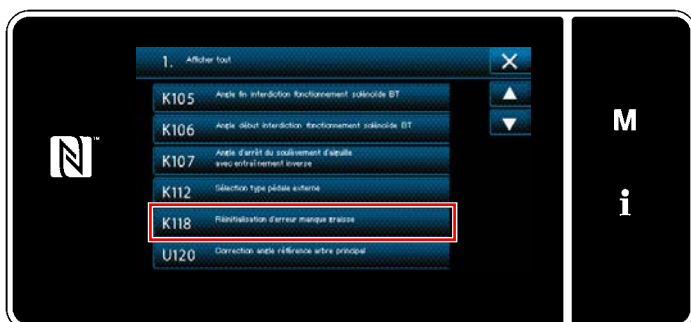 1. Afficher tout
K105 Angle fin interdiction fonctionnement solénoïde BT
K106 Angle début interdiction fonctionnement solénoïde BT
K107 Angle d'arrêt du soulèvement d'aiguille
avec entraînement inverse
K112 Sélection type pédale externe
K118 Réinitialisation d'erreur manque graisse
U120 Correction angle référence arbre principal
M
i